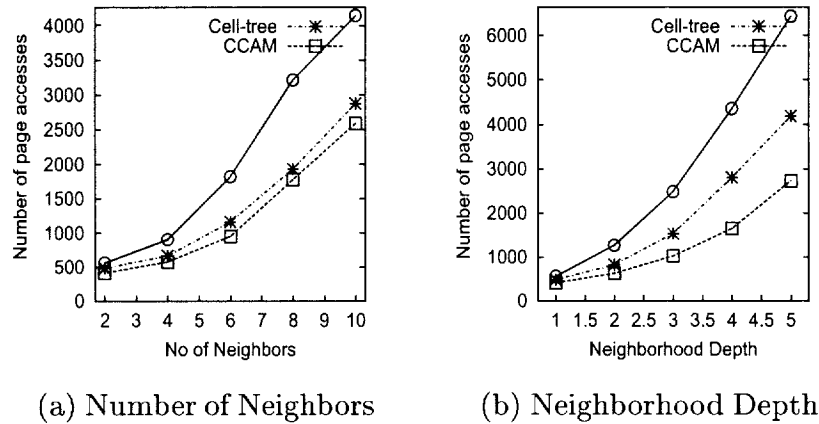 4000
3500
3000
2500
2000
1500
1000
500
0
Number of page accesses
Cell-tree
CCAM
2 3 4 5 6 7 8 9 10
No of Neighbors
(a) Number of Neighbors
6000
5000
4000
3000
2000
1000
0
Number of page accesses
Cell-tree
CCAM
1 1.5 2 2.5 3 3.5 4 4.5 5
Neighborhood Depth
(b) Neighborhood Depth